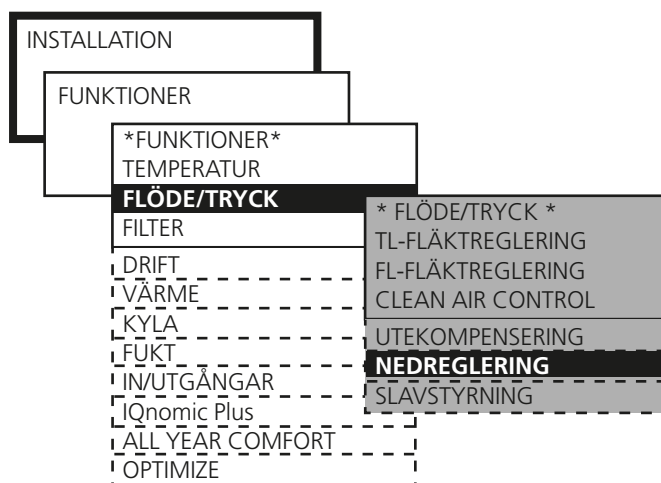 INSTALLATION
FUNKTIONER
*FUNKTIONER*
TEMPERATUR
FLÖDE/TRYCK
FILTER
DRIFT
VÄRME
KYLA
FUKT
IN/UTGÅNGAR
IQnomic Plus
ALL YEAR COMFORT
OPTIMIZE
* FLÖDE/TRYCK *
TL-FLÄKTREGLERING
FL-FLÄKTREGLERING
CLEAN AIR CONTROL
UTEKOMPENSERING
NEDREGLERING
SLAVSTYRNING